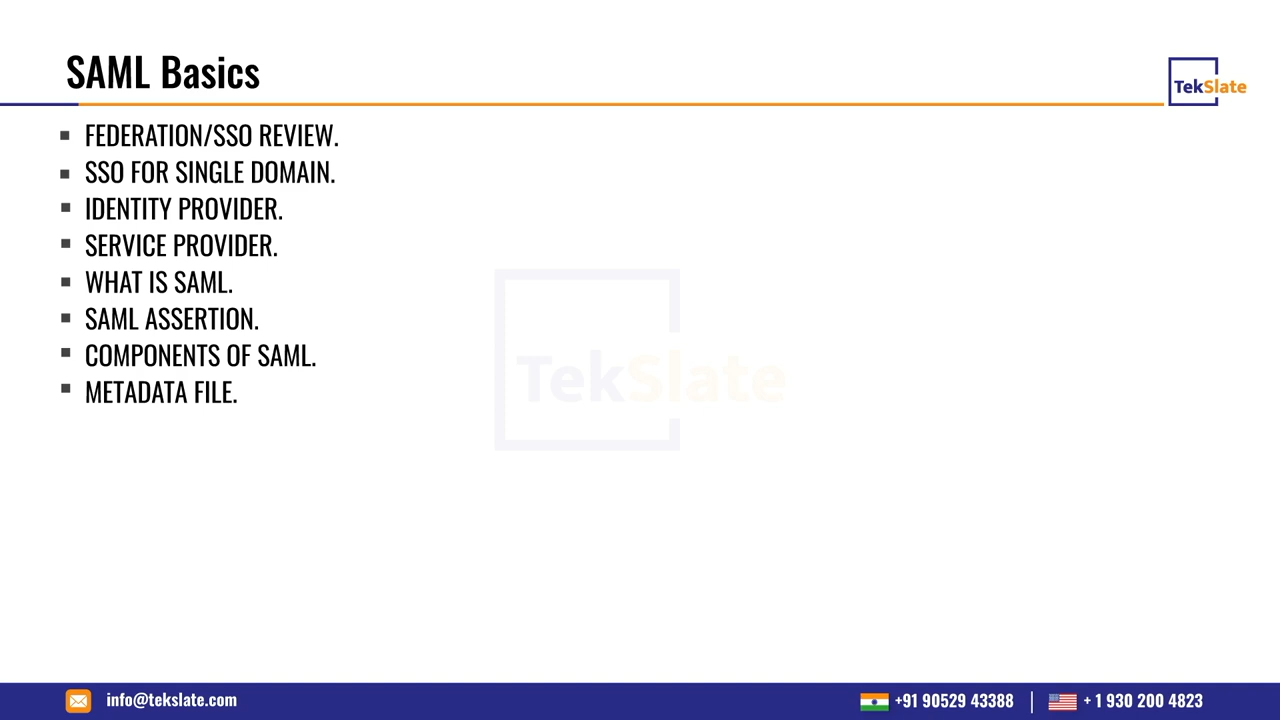 SAML Basics
TekSlate
FEDERATION/SSO REVIEW.
SSO FOR SINGLE DOMAIN.
IDENTITY PROVIDER.
SERVICE PROVIDER.
WHAT IS SAML.
SAML ASSERTION.
COMPONENTS OF SAML.
METADATA FILE.
TekSlate
info@tekslate.com
+91 90529 43388
+ 1 930 200 4823